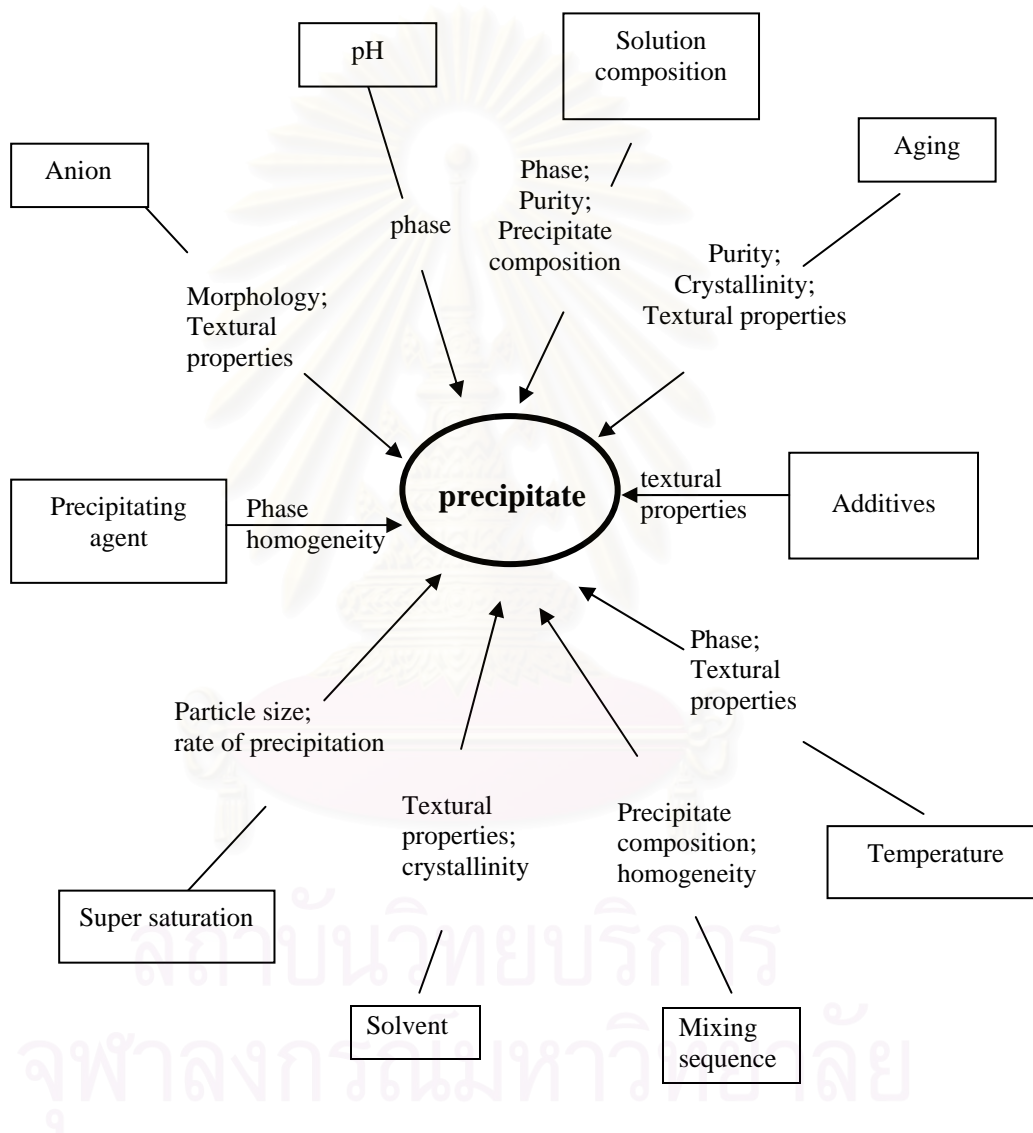 pH
Solution
composition
Anion
Aging
phase
Phase;
Purity;
Precipitate
composition
Purity;
Crystallinity;
Textural properties
Morphology;
Textural
properties
precipitate
Precipitating
agent
Phase
homogeneity
textural
properties
Additives
Phase;
Textural
properties
Particle size;
rate of precipitation
Textural
properties;
crystallinity
Precipitate
composition;
homogeneity
Temperature
Super saturation
Solvent
Mixing
sequence
สถาบันวิทยบริการ
จุฬาลงกรณ์มหาวิทยาลัย